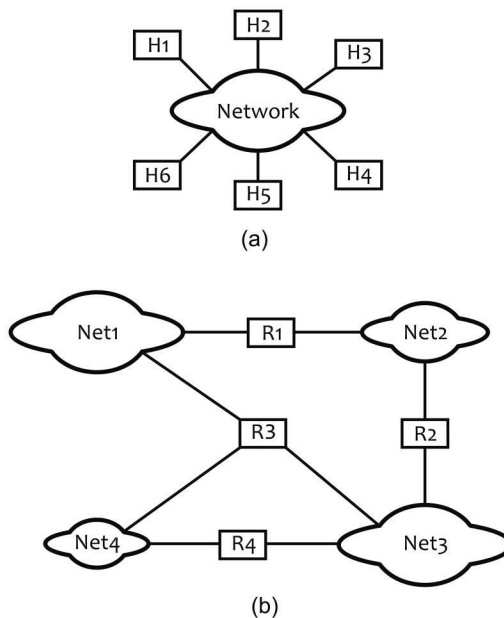 H2
H1
H3
Network
H6
H4
H5
(a)
Net1
R1
Net2
R3
R2
Net4
R4
Net3
(b)